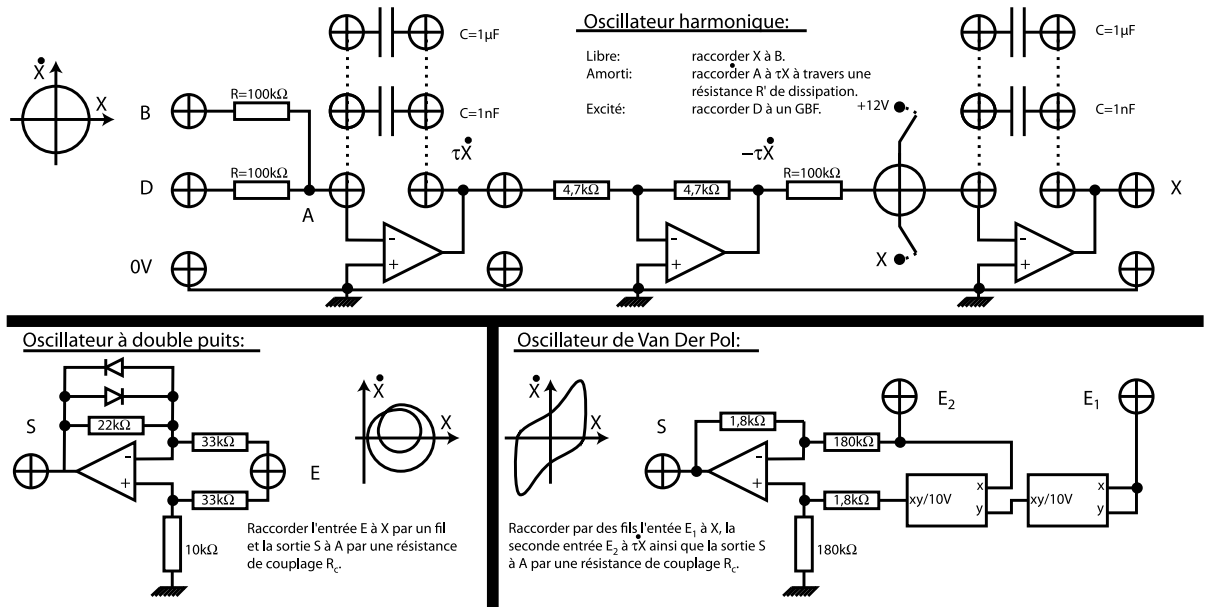 Oscillateur harmonique:
Libre: raccorder X à B.
Amorti: raccorder A à τẊ à travers une
résistance R' de dissipation.
Excité: raccorder D à un GBF.
C=1µF
C=1µF
C=1nF
C=1nF
Ẋ
X
B
R=100kΩ
D
R=100kΩ
A
0V
τẊ
-
+
4,7kΩ
4,7kΩ
-
+
−τẊ
R=100kΩ
+12V
X
-
+
X
Oscillateur à double puits:
S
22kΩ
-
+
33kΩ
33kΩ
E
10kΩ
Ẋ
X
Raccorder l'entrée E à X par un fil
et la sortie S à A par une résistance
de couplage Rc.
Oscillateur de Van Der Pol:
Ẋ
X
S
1,8kΩ
-
+
180kΩ
1,8kΩ
180kΩ
E2
E1
xy/10V
x
y
xy/10V
x
y
Raccorder par des fils l'entée E1 à X, la
seconde entrée E2 à τẊ ainsi que la sortie S
à A par une résistance de couplage Rc.